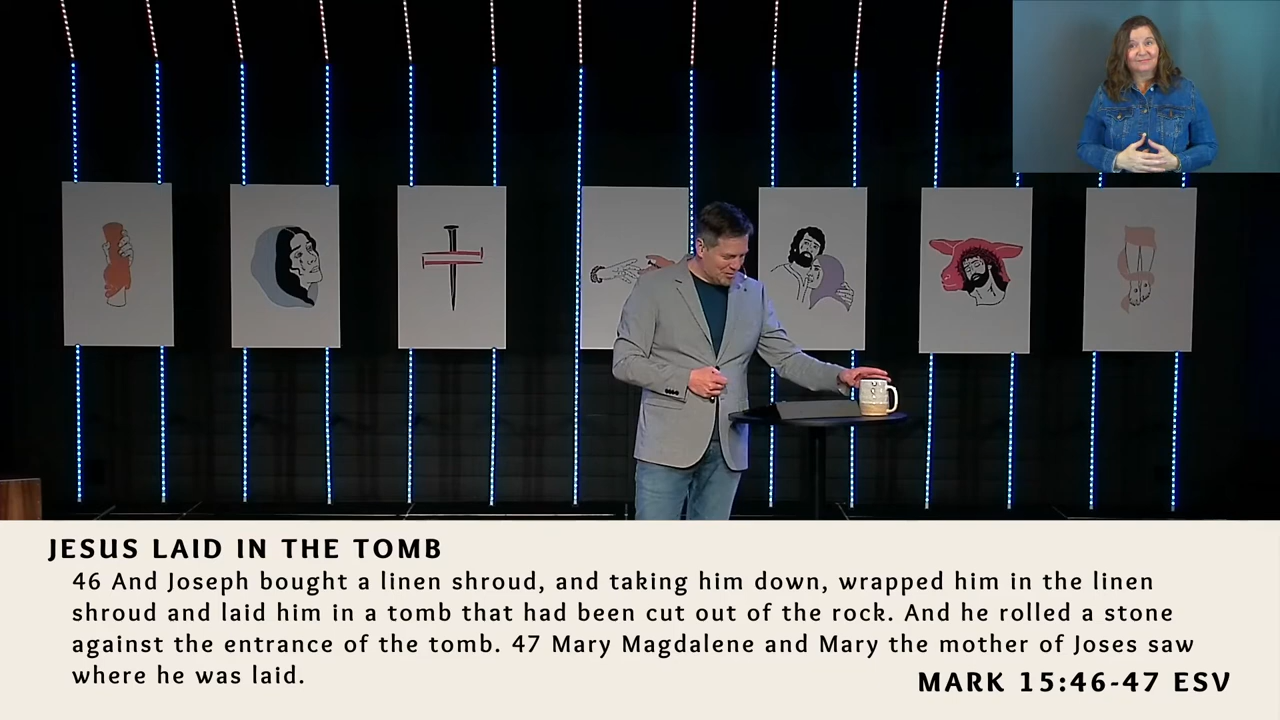 JESUS LAID IN THE TOMB
46 And Joseph bought a linen shroud, and taking him down, wrapped him in the linen
shroud and laid him in a tomb that had been cut out of the rock. And he rolled a stone
against the entrance of the tomb. 47 Mary Magdalene and Mary the mother of Joses saw
where he was laid.
MARK 15:46-47 ESV